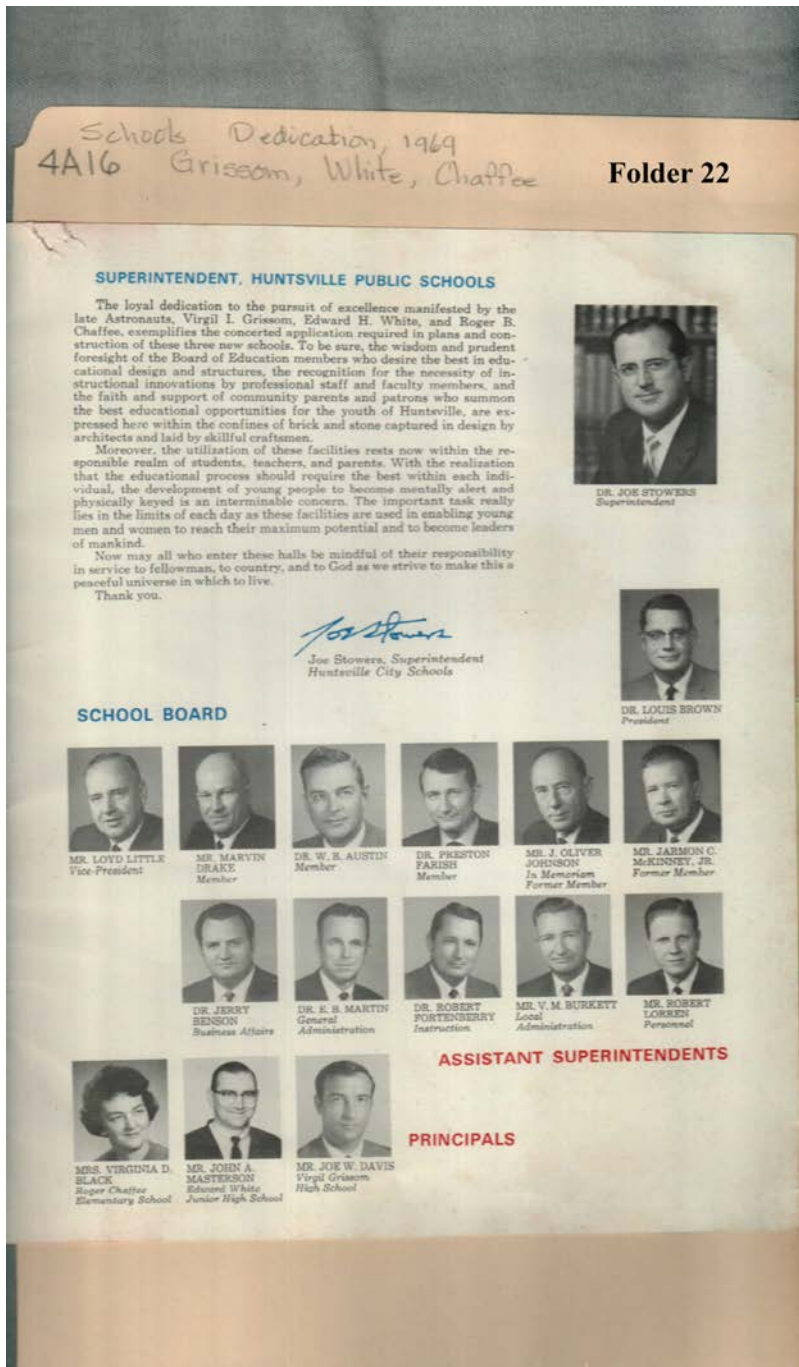 Schools Dedication, 1969
4A16 Grissom, White, Chaffee
Folder 22
SUPERINTENDENT, HUNTSVILLE PUBLIC SCHOOLS
The loyal dedication to the pursuit of excellence manifested by the
late Astronauts, Virgil I. Grissom, Edward H. White, and Roger B.
Chaffee, exemplifies the concerted application required in plans and con-
struction of these three new schools. To be sure, the wisdom and prudent
foresight of the Board of Education members who desire the best in edu-
cational design and structures, the recognition for the necessity of in-
structional innovations by professional staff and faculty members, and
the faith and support of community parents and patrons who summon
the best educational opportunities for the youth of Huntsville, are ex-
pressed here within the confines of brick and stone captured in design by
architects and laid by skillful craftsmen.
Moreover, the utilization of these facilities rests now within the re-
sponsible realm of students, teachers, and parents. With the realization
that the educational process should require the best within each indi-
vidual, the development of young people to become mentally alert and
physically keyed is an interminable concern. The important task really
lies in the limits of each day as these facilities are used in enabling young
men and women to reach their maximum potential and to become leaders
of mankind.
Now may all who enter these halls be mindful of their responsibility
in service to fellowman, to country, and to God as we strive to make this a
peaceful universe in which to live.
Thank you.
Joe Stowers
Joe Stowers, Superintendent
Huntsville City Schools
DR. JOE STOWERS
Superintendent
DR. LOUIS BROWN
President
SCHOOL BOARD
MR. LOYD LITTLE
Vice-President
MR. MARVIN
DRAKE
Member
DR. W. B. AUSTIN
Member
DR. PRESTON
FARISH
Member
MR. J. OLIVER
JOHNSON
In Memoriam
Former Member
MR. JARMON C.
McKINNEY, JR.
Former Member
DR. JERRY
BENSON
Business Affairs
DR. E. B. MARTIN
General
Administration
DR. ROBERT
FORTENBERRY
Instruction
MR. V. M. BURKETT
Local
Administration
MR. ROBERT
LORREN
Personnel
ASSISTANT SUPERINTENDENTS
MRS. VIRGINIA D.
BLACK
Roger Chaffee
Elementary School
MR. JOHN A.
MASTERSON
Edward White
Junior High School
MR. JOE W. DAVIS
Virgil Grissom
High School
PRINCIPALS